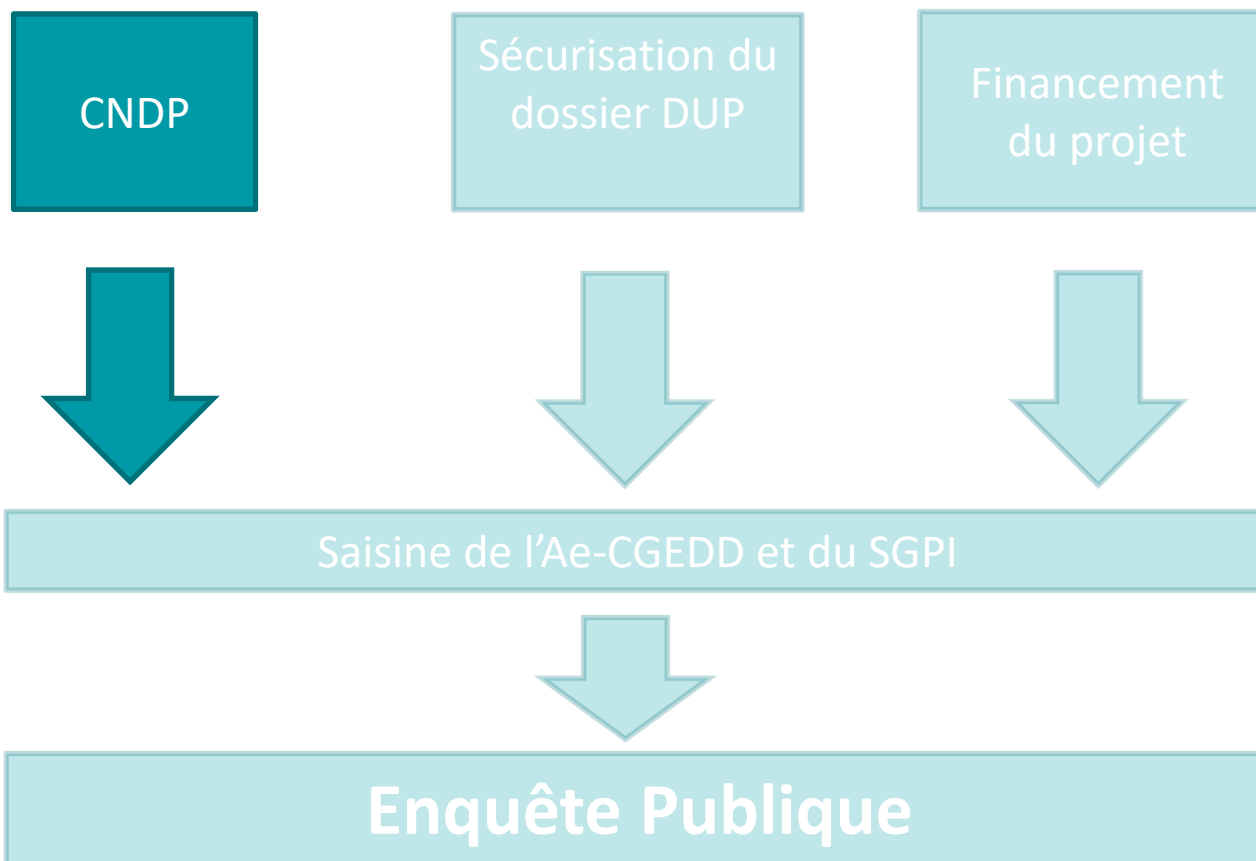 CNDP
Sécurisation du
dossier DUP
Financement
du projet
Saisine de l’Ae-CGEDD et du SGPI
Enquête Publique